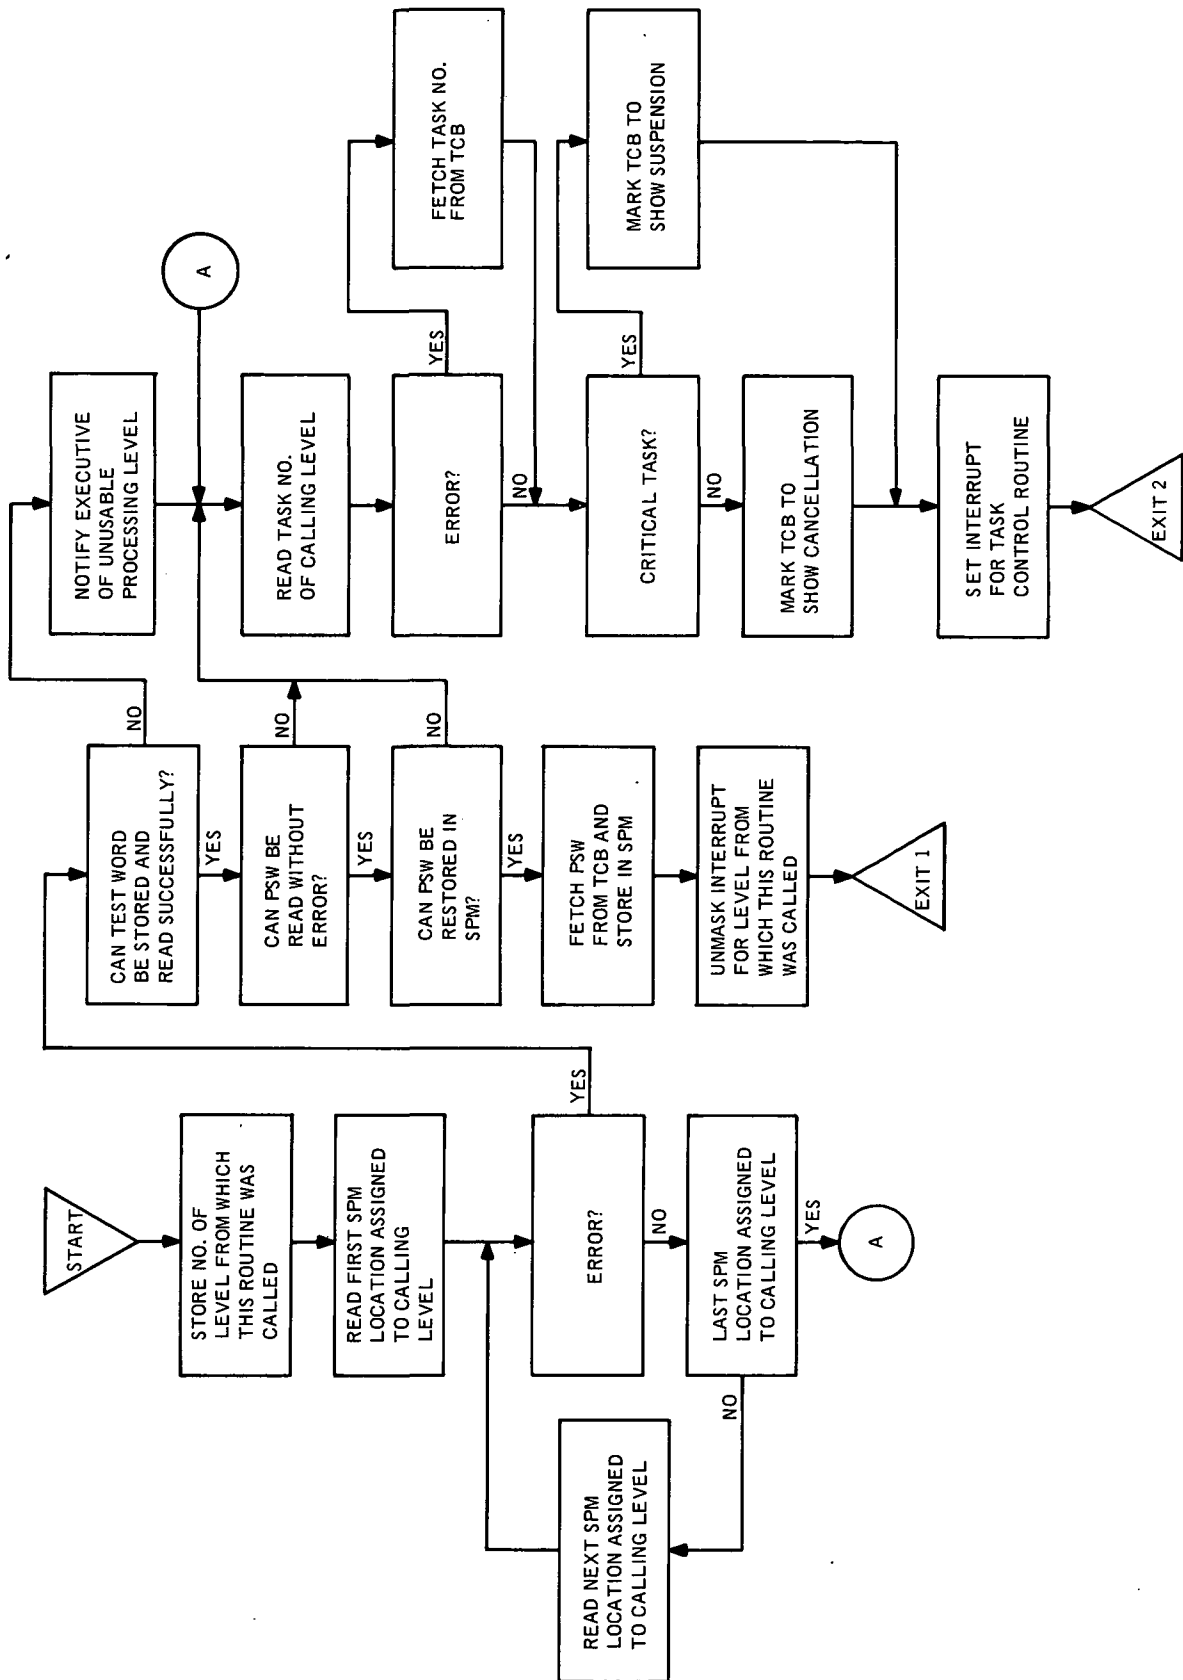 START
STORE NO. OF
LEVEL FROM WHICH
THIS ROUTINE WAS
CALLED
READ FIRST SPM
LOCATION ASSIGNED
TO CALLING
LEVEL
ERROR?
YES
NO
LAST SPM
LOCATION ASSIGNED
TO CALLING LEVEL
NO
YES
A
READ NEXT SPM
LOCATION ASSIGNED
TO CALLING LEVEL
CAN TEST WORD
BE STORED AND
READ SUCCESSFULLY?
NO
YES
CAN PSW BE
READ WITHOUT
ERROR?
NO
YES
CAN PSW BE
RESTORED IN
SPM?
NO
YES
FETCH PSW
FROM TCB AND
STORE IN SPM
UNMASK INTERRUPT
FOR LEVEL FROM
WHICH THIS ROUTINE
WAS CALLED
EXIT 1
NOTIFY EXECUTIVE
OF UNUSABLE
PROCESSING LEVEL
A
READ TASK NO.
OF CALLING LEVEL
ERROR?
YES
NO
FETCH TASK NO.
FROM TCB
CRITICAL TASK?
YES
NO
MARK TCB TO
SHOW SUSPENSION
MARK TCB TO
SHOW CANCELLATION
SET INTERRUPT
FOR TASK
CONTROL ROUTINE
EXIT 2